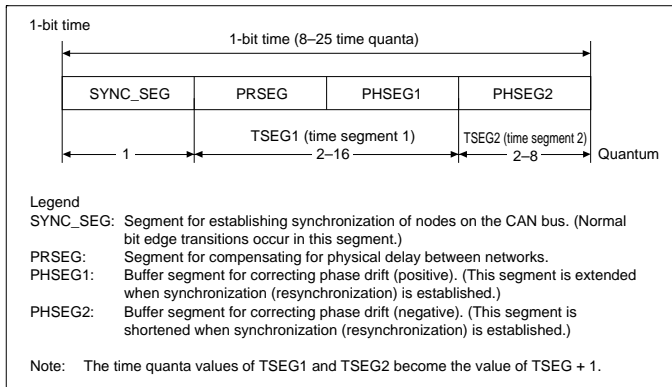 1-bit time
1-bit time (8–25 time quanta)
SYNC_SEG PRSEG PHSEG1 PHSEG2
TSEG1 (time segment 1) TSEG2 (time segment 2)
1 2–16 2–8 Quantum
Legend
SYNC_SEG: Segment for establishing synchronization of nodes on the CAN bus. (Normal
bit edge transitions occur in this segment.)
PRSEG: Segment for compensating for physical delay between networks.
PHSEG1: Buffer segment for correcting phase drift (positive). (This segment is extended
when synchronization (resynchronization) is established.)
PHSEG2: Buffer segment for correcting phase drift (negative). (This segment is
shortened when synchronization (resynchronization) is established.)
Note: The time quanta values of TSEG1 and TSEG2 become the value of TSEG + 1.